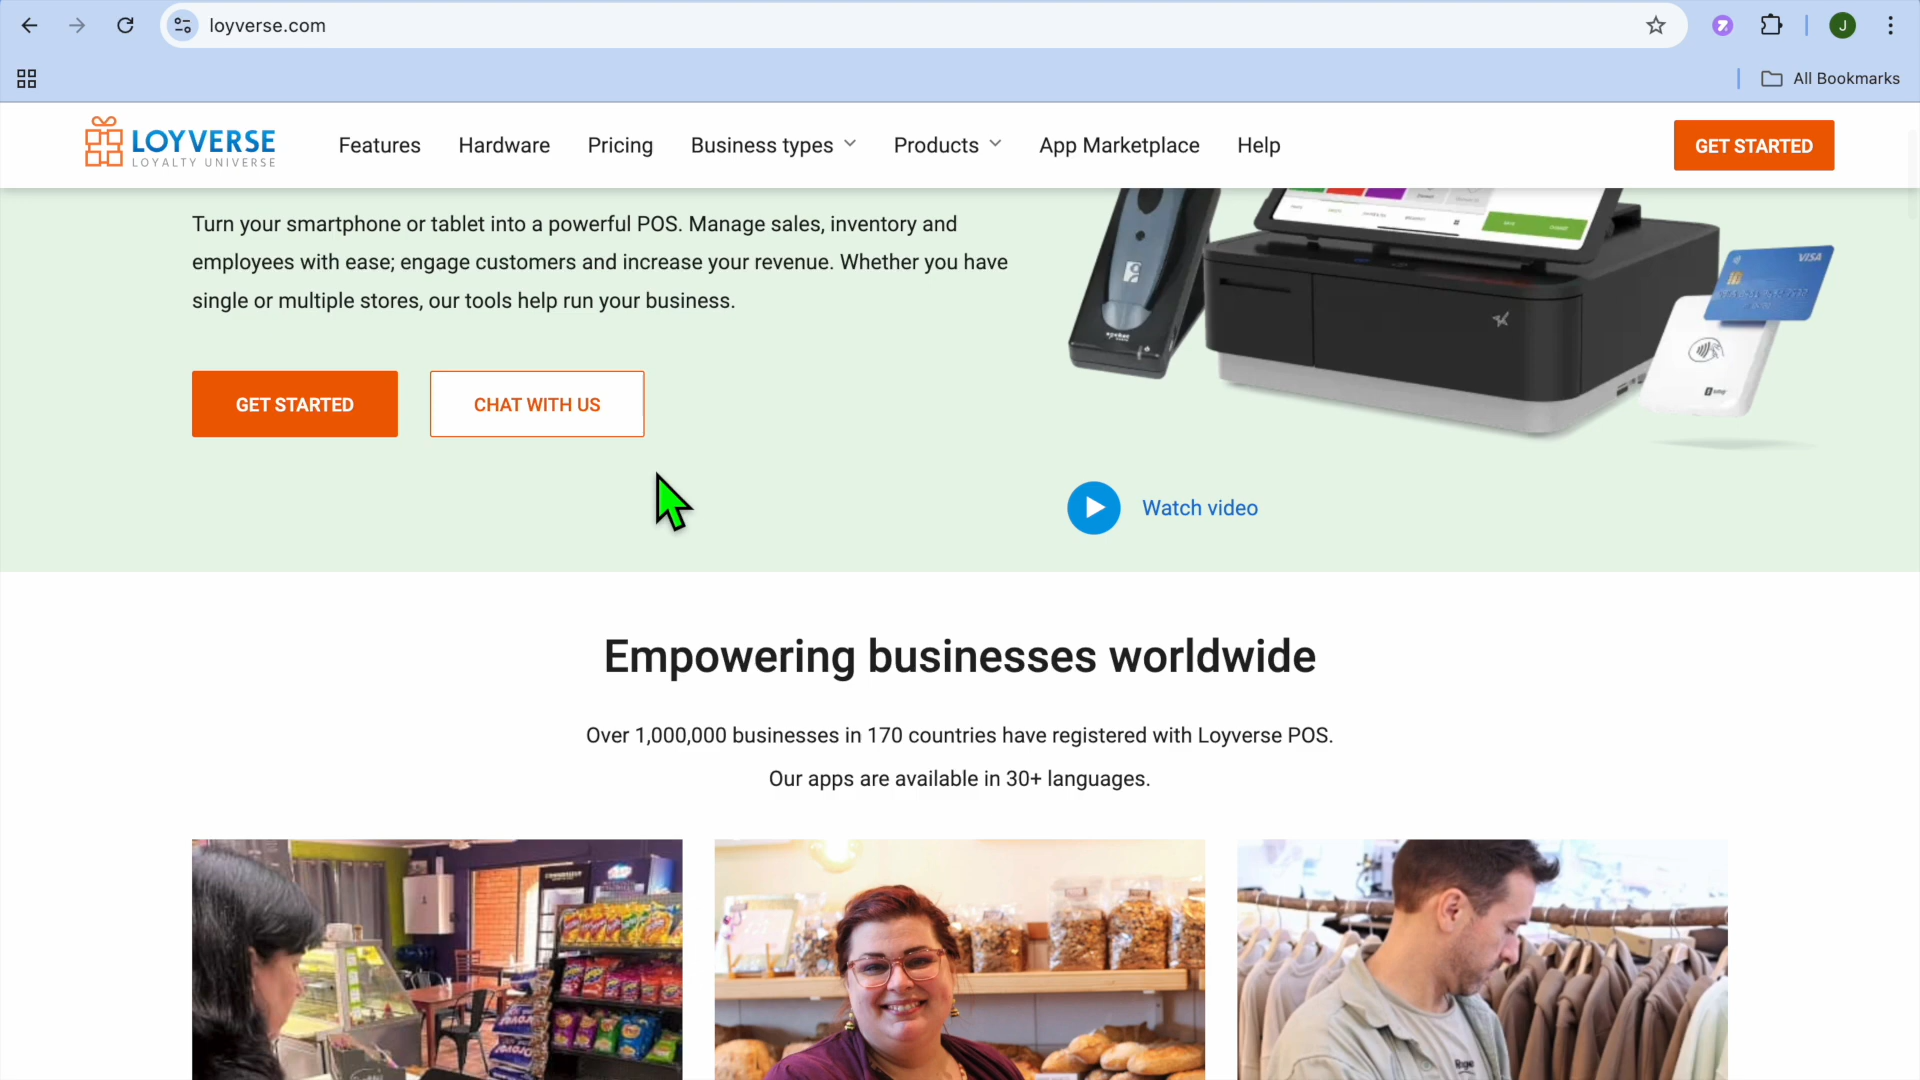 loyverse.com
J
All Bookmarks
LOYVERSE
LOYALTY UNIVERSE
Features
Hardware
Pricing
Business types
Products
App Marketplace
Help
GET STARTED
Turn your smartphone or tablet into a powerful POS. Manage sales, inventory and
employees with ease; engage customers and increase your revenue. Whether you have
single or multiple stores, our tools help run your business.
VISA
GET STARTED
CHAT WITH US
Watch video
Empowering businesses worldwide
Over 1,000,000 businesses in 170 countries have registered with Loyverse POS.
Our apps are available in 30+ languages.